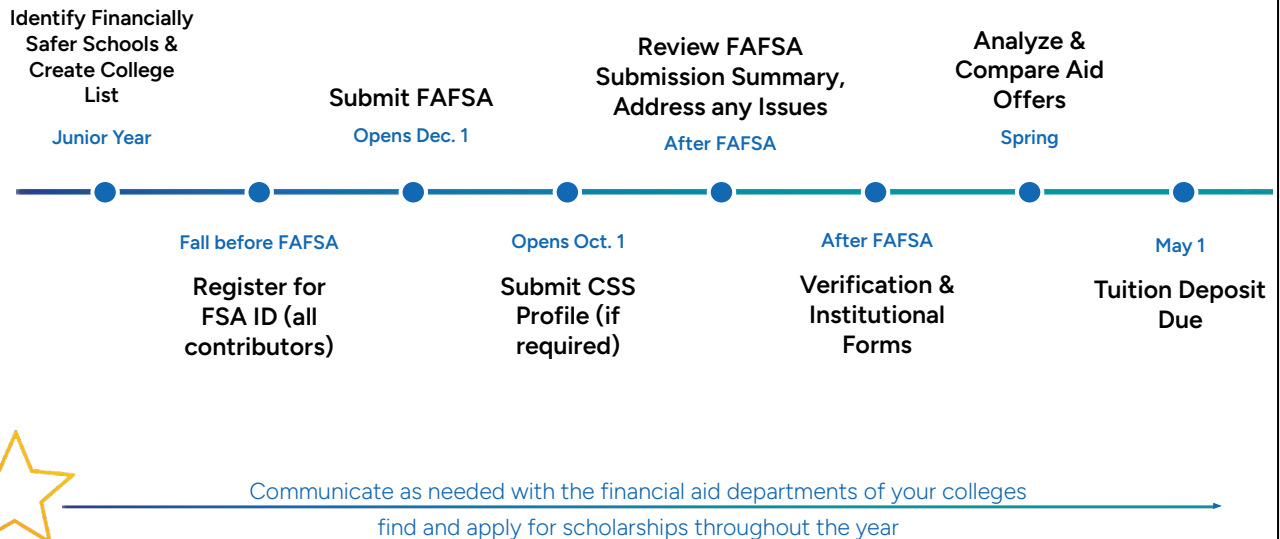 Identify Financially
Safer Schools &
Create College
List
Junior Year
Fall before FAFSA
Register for
FSA ID (all
contributors)
Submit FAFSA
Opens Dec. 1
Opens Oct. 1
Submit CSS
Profile (if
required)
Review FAFSA
Submission Summary,
Address any Issues
After FAFSA
After FAFSA
Verification &
Institutional
Forms
Analyze &
Compare Aid
Offers
Spring
May 1
Tuition Deposit
Due
Communicate as needed with the financial aid departments of your colleges
find and apply for scholarships throughout the year